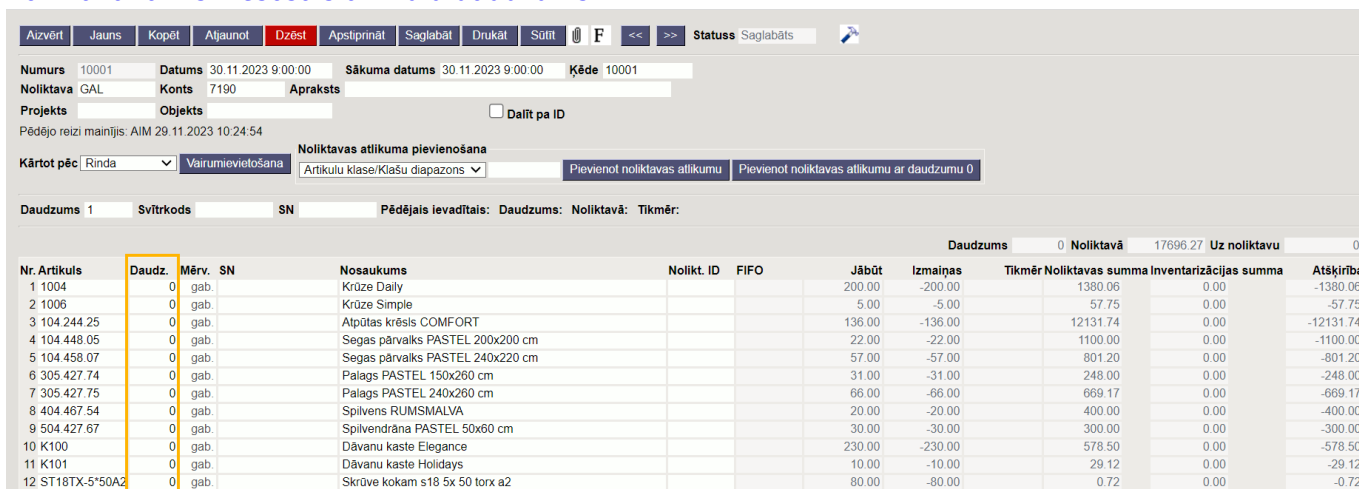 Aizvērt Jauns Kopēt Atjaunot Dzēst Apstiprināt Saglabāt Drukāt Sūtīt F << >> Statuss Saglabāts
Numurs 10001 Datums 30.11.2023 9:00:00 Sākuma datums 30.11.2023 9:00:00 Ķēde 10001
Noliktava GAL Konts 7190 Apraksts
Projekts Objekts Dalīt pa ID
Pēdējo reizi mainījis: AIM 29.11.2023 10:24:54
Noliktavas atlikuma pievienošana
Kārtot pēc Rinda Vairumievietošana Artikulu klase/Klašu diapazons Pievienot noliktavas atlikumu Pievienot noliktavas atlikumu ar daudzumu 0
Daudzums 1 Svītrkods SN Pēdējais ievadītais: Daudzums: Noliktavā: Tikmēr:
Daudzums 0 Noliktavā 17696.27 Uz noliktavu 0
Nr. Artikuls Daudz. Mērv. SN Nosaukums Nolikt. ID FIFO Jābūt Izmaiņas Tikmēr Noliktavas summa Inventarizācijas summa Atšķirība
1 1004 0 gab. Krūze Daily 200.00 -200.00 1380.06 0.00 -1380.06
2 1006 0 gab. Krūze Simple 5.00 -5.00 57.75 0.00 -57.75
3 104.244.25 0 gab. Atpūtas krēsls COMFORT 136.00 -136.00 12131.74 0.00 -12131.74
4 104.448.05 0 gab. Segas pārvalks PASTEL 200x200 cm 22.00 -22.00 1100.00 0.00 -1100.00
5 104.458.07 0 gab. Segas pārvalks PASTEL 240x220 cm 57.00 -57.00 801.20 0.00 -801.20
6 305.427.74 0 gab. Palags PASTEL 150x260 cm 31.00 -31.00 248.00 0.00 -248.00
7 305.427.75 0 gab. Palags PASTEL 240x260 cm 66.00 -66.00 669.17 0.00 -669.17
8 404.467.54 0 gab. Spilvens RUMSMALVA 20.00 -20.00 400.00 0.00 -400.00
9 504.427.67 0 gab. Spilvendrāna PASTEL 50x60 cm 30.00 -30.00 300.00 0.00 -300.00
10 K100 0 gab. Dāvanu kaste Elegance 230.00 -230.00 578.50 0.00 -578.50
11 K101 0 gab. Dāvanu kaste Holidays 10.00 -10.00 29.12 0.00 -29.12
12 ST18TX-5*50A2 0 gab. Skrūve kokam s18 5x 50 torx a2 80.00 -80.00 0.72 0.00 -0.72